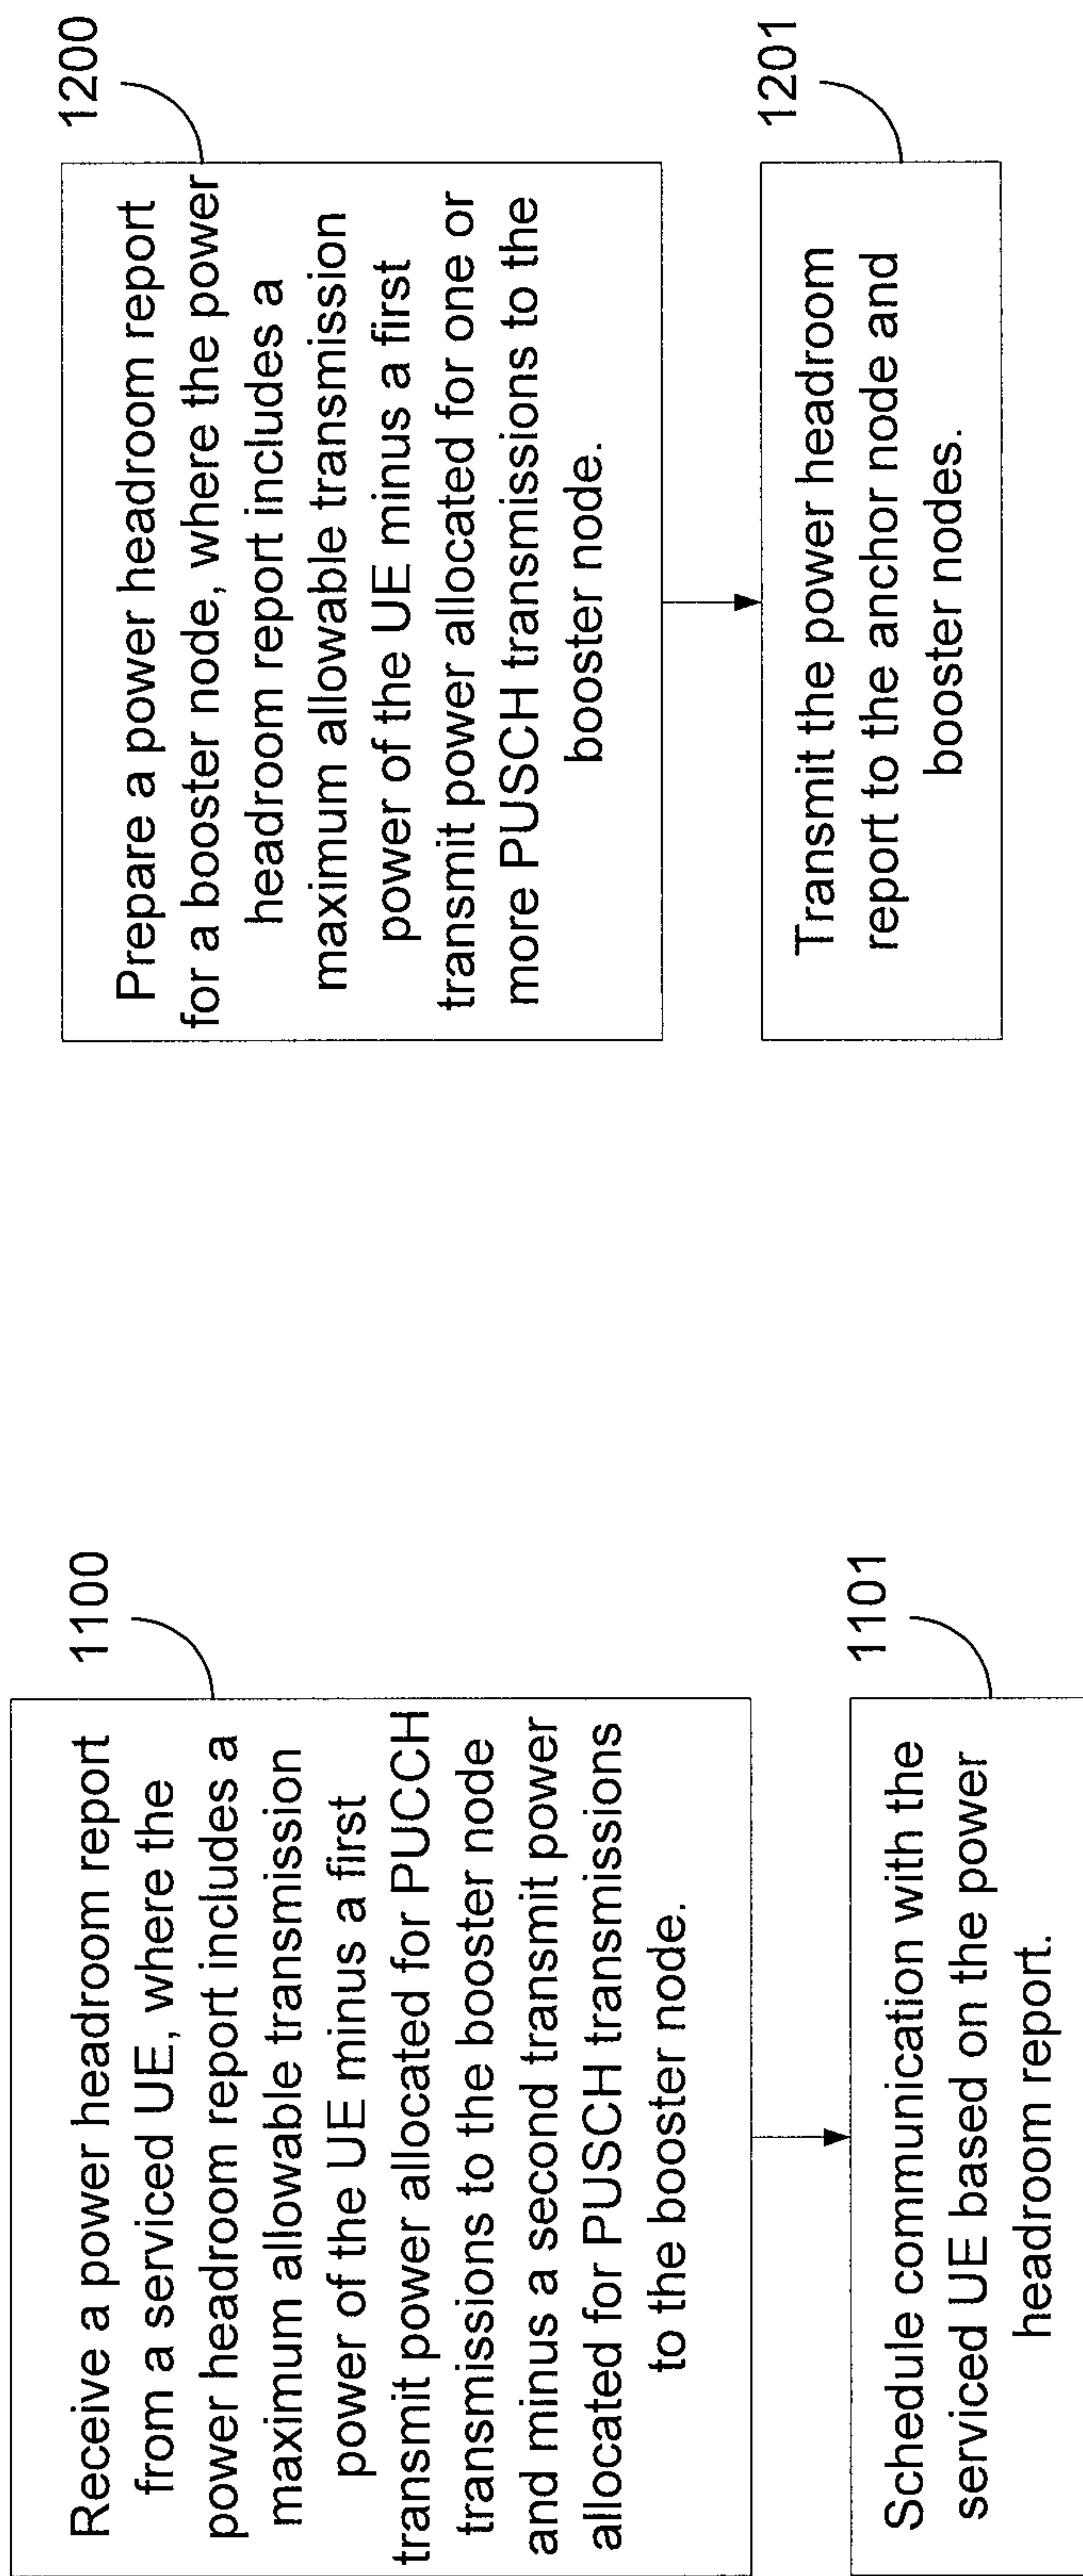 1100
Receive a power headroom report
from a serviced UE, where the
power headroom report includes a
maximum allowable transmission
power of the UE minus a first
transmit power allocated for PUCCH
transmissions to the booster node
and minus a second transmit power
allocated for PUSCH transmissions
to the booster node.
1101
Schedule communication with the
serviced UE based on the power
headroom report.
1200
Prepare a power headroom report
for a booster node, where the power
headroom report includes a
maximum allowable transmission
power of the UE minus a first
transmit power allocated for one or
more PUSCH transmissions to the
booster node.
1201
Transmit the power headroom
report to the anchor node and
booster nodes.